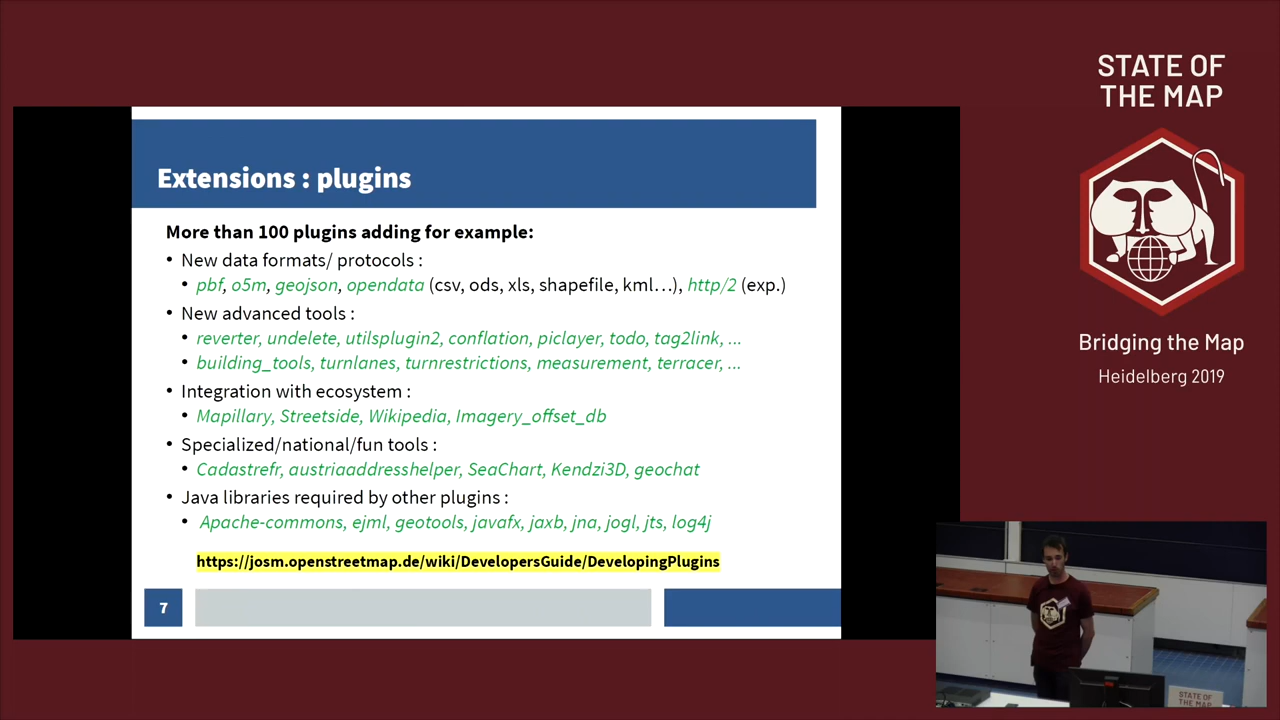 STATE OF
THE MAP
Extensions : plugins
More than 100 plugins adding for example:
• New data formats/ protocols :
• pbf, o5m, geojson, opendata (csv, ods, xls, shapefile, kml…), http/2 (exp.)
• New advanced tools :
• reverter, undelete, utilsplugin2, conflation, piclayer, todo, tag2link, ...
• building_tools, turnlanes, turnrestrictions, measurement, terracer, ...
• Integration with ecosystem :
• Mapillary, Streetside, Wikipedia, Imagery_offset_db
• Specialized/national/fun tools :
• Cadastrefr, austriaaddresshelper, SeaChart, Kendzi3D, geochat
• Java libraries required by other plugins :
• Apache-commons, ejml, geotools, javafx, jaxb, jna, jogl, jts, log4j
https://josm.openstreetmap.de/wiki/DevelopersGuide/DevelopingPlugins
7
Bridging the Map
Heidelberg 2019
STATE OF
THE MAP